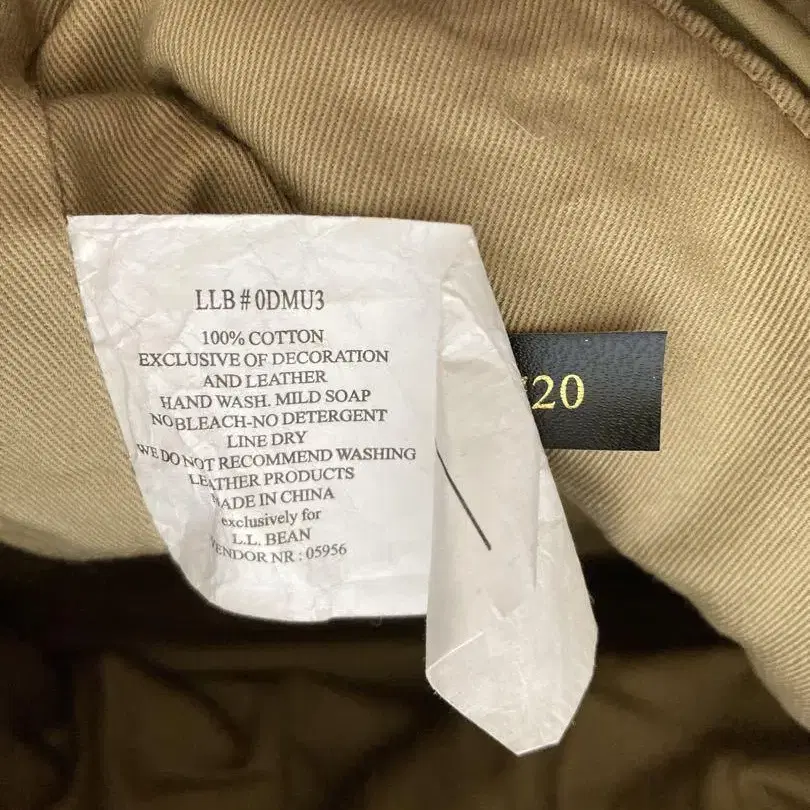 LLB # 0DMU3
100% COTTON
EXCLUSIVE OF DECORATION
AND LEATHER
HAND WASH. MILD SOAP
NO BLEACH-NO DETERGENT
LINE DRY
WE DO NOT RECOMMEND WASHING
LEATHER PRODUCTS
MADE IN CHINA
exclusively for
L.L. BEAN
VENDOR NR : 05956
20